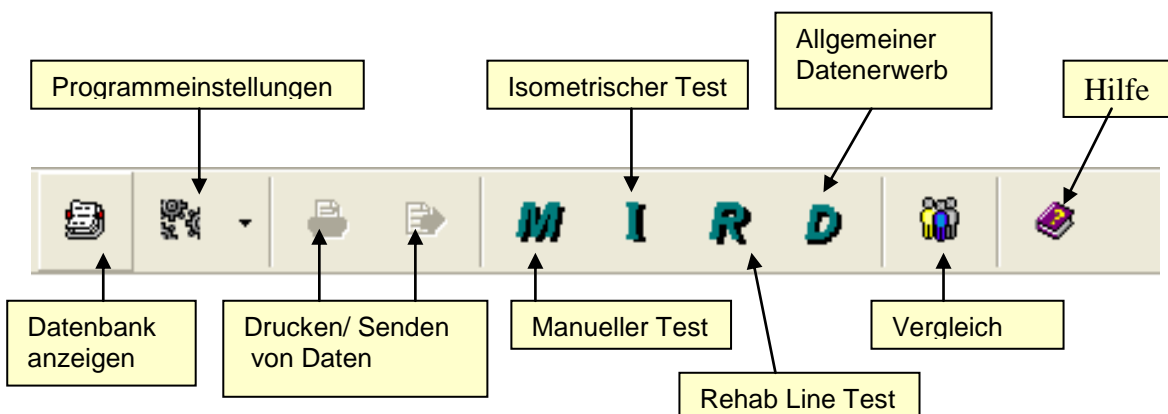 Allgemeiner
Datenerwerb
Programmeinstellungen
Isometrischer Test
Hilfe
M I R D
Datenbank
anzeigen
Drucken/ Senden
von Daten
Manueller Test
Vergleich
Rehab Line Test